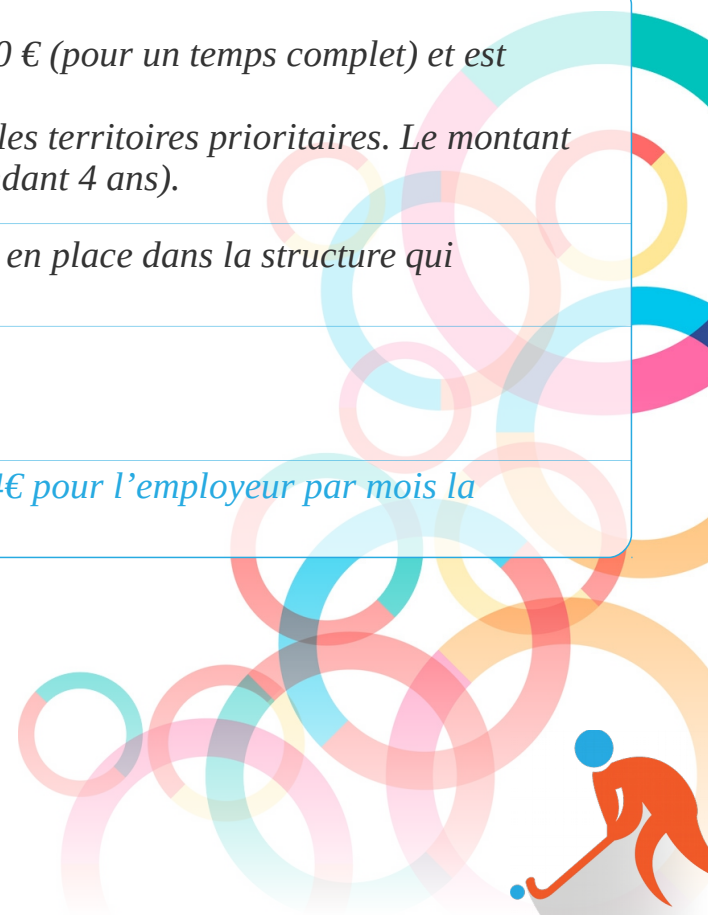 0 € (pour un temps complet) et est
les territoires prioritaires. Le montant
dant 4 ans).
en place dans la structure qui
€ pour l’employeur par mois la